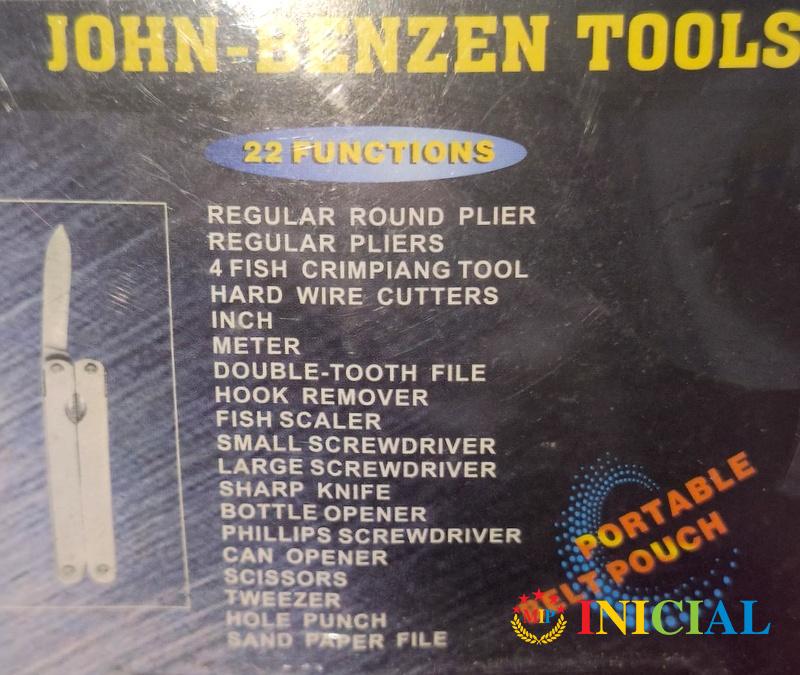 JOHN-BENZEN TOOLS
22 FUNCTIONS
REGULAR ROUND PLIER
REGULAR PLIERS
4 FISH CRIMPIANG TOOL
HARD WIRE CUTTERS
INCH
METER
DOUBLE-TOOTH FILE
HOOK REMOVER
FISH SCALER
SMALL SCREWDRIVER
LARGE SCREWDRIVER
SHARP KNIFE
BOTTLE OPENER
PHILLIPS SCREWDRIVER
CAN OPENER
SCISSORS
TWEEZER
HOLE PUNCH
SAND PAPER FILE
PORTABLE
BELT POUCH
MIP INICIAL